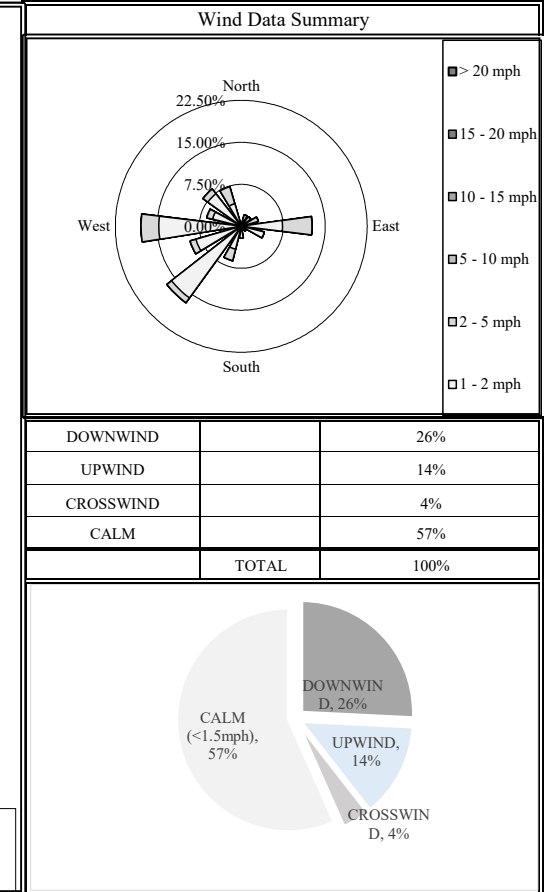 Wind Data Summary
North
22.50%
15.00%
7.50%
0.00%
West
East
South
> 20 mph
15 - 20 mph
10 - 15 mph
5 - 10 mph
2 - 5 mph
1 - 2 mph
DOWNWIND 26%
UPWIND 14%
CROSSWIND 4%
CALM 57%
TOTAL 100%
DOWNWIN
D, 26%
UPWIND,
14%
CROSSWIN
D, 4%
CALM
(<1.5mph),
57%